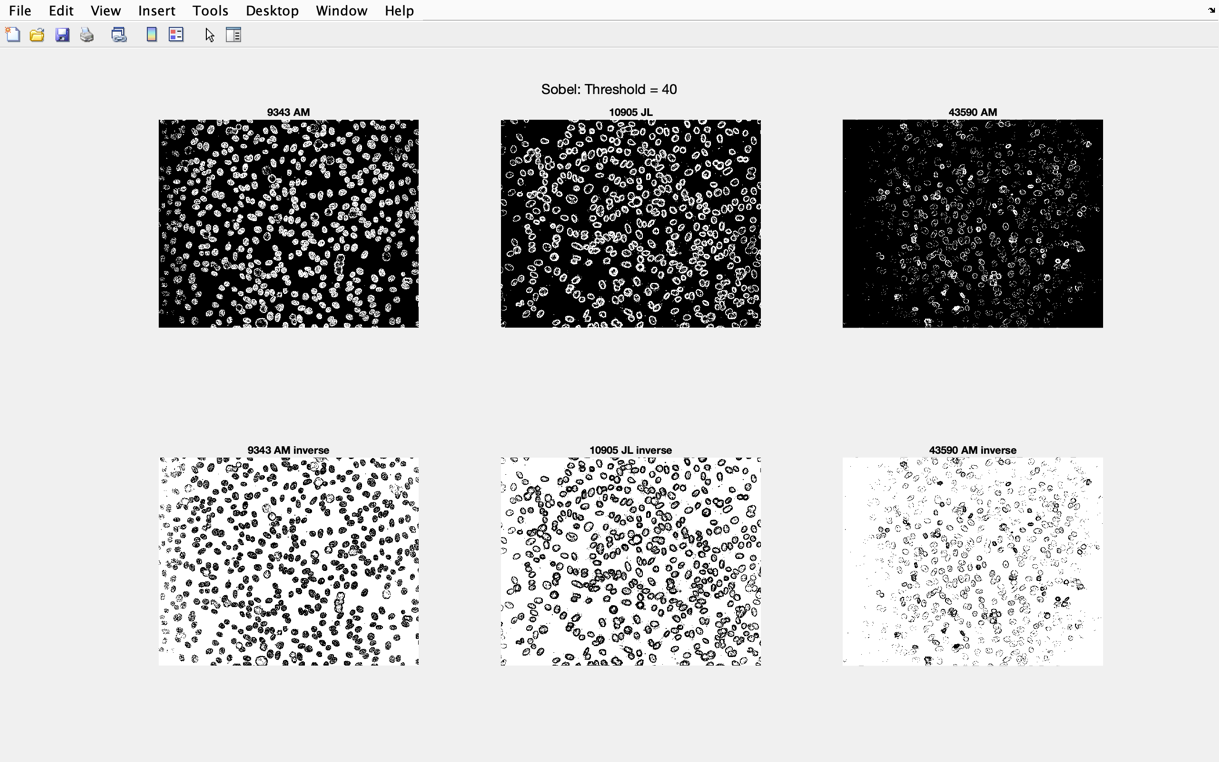 File Edit View Insert Tools Desktop Window Help
Sobel: Threshold = 40
9343 AM 10905 JL 43590 AM
9343 AM inverse 10905 JL inverse 43590 AM inverse